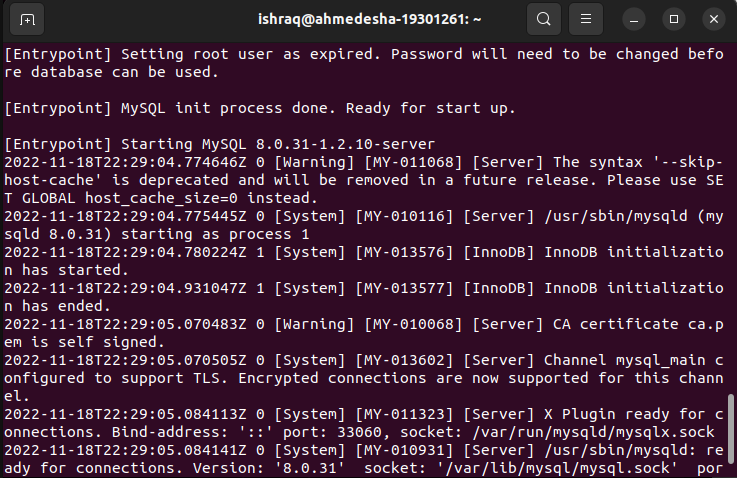 ishraq@ahmedesha-19301261: ~
[Entrypoint] Setting root user as expired. Password will need to be changed befo
re database can be used.
[Entrypoint] MySQL init process done. Ready for start up.
[Entrypoint] Starting MySQL 8.0.31-1.2.10-server
2022-11-18T22:29:04.774646Z 0 [Warning] [MY-011068] [Server] The syntax '--skip-
host-cache' is deprecated and will be removed in a future release. Please use SE
T GLOBAL host_cache_size=0 instead.
2022-11-18T22:29:04.775445Z 0 [System] [MY-010116] [Server] /usr/sbin/mysqld (my
sqld 8.0.31) starting as process 1
2022-11-18T22:29:04.780224Z 1 [System] [MY-013576] [InnoDB] InnoDB initializatio
n has started.
2022-11-18T22:29:04.931047Z 1 [System] [MY-013577] [InnoDB] InnoDB initializatio
n has ended.
2022-11-18T22:29:05.070483Z 0 [Warning] [MY-010068] [Server] CA certificate ca.p
em is self signed.
2022-11-18T22:29:05.070505Z 0 [System] [MY-013602] [Server] Channel mysql_main c
onfigured to support TLS. Encrypted connections are now supported for this chann
el.
2022-11-18T22:29:05.084113Z 0 [System] [MY-011323] [Server] X Plugin ready for c
onnections. Bind-address: '::' port: 33060, socket: /var/run/mysqld/mysqlx.sock
2022-11-18T22:29:05.084141Z 0 [System] [MY-010931] [Server] /usr/sbin/mysqld: re
ady for connections. Version: '8.0.31'  socket: '/var/lib/mysql/mysql.sock'  por